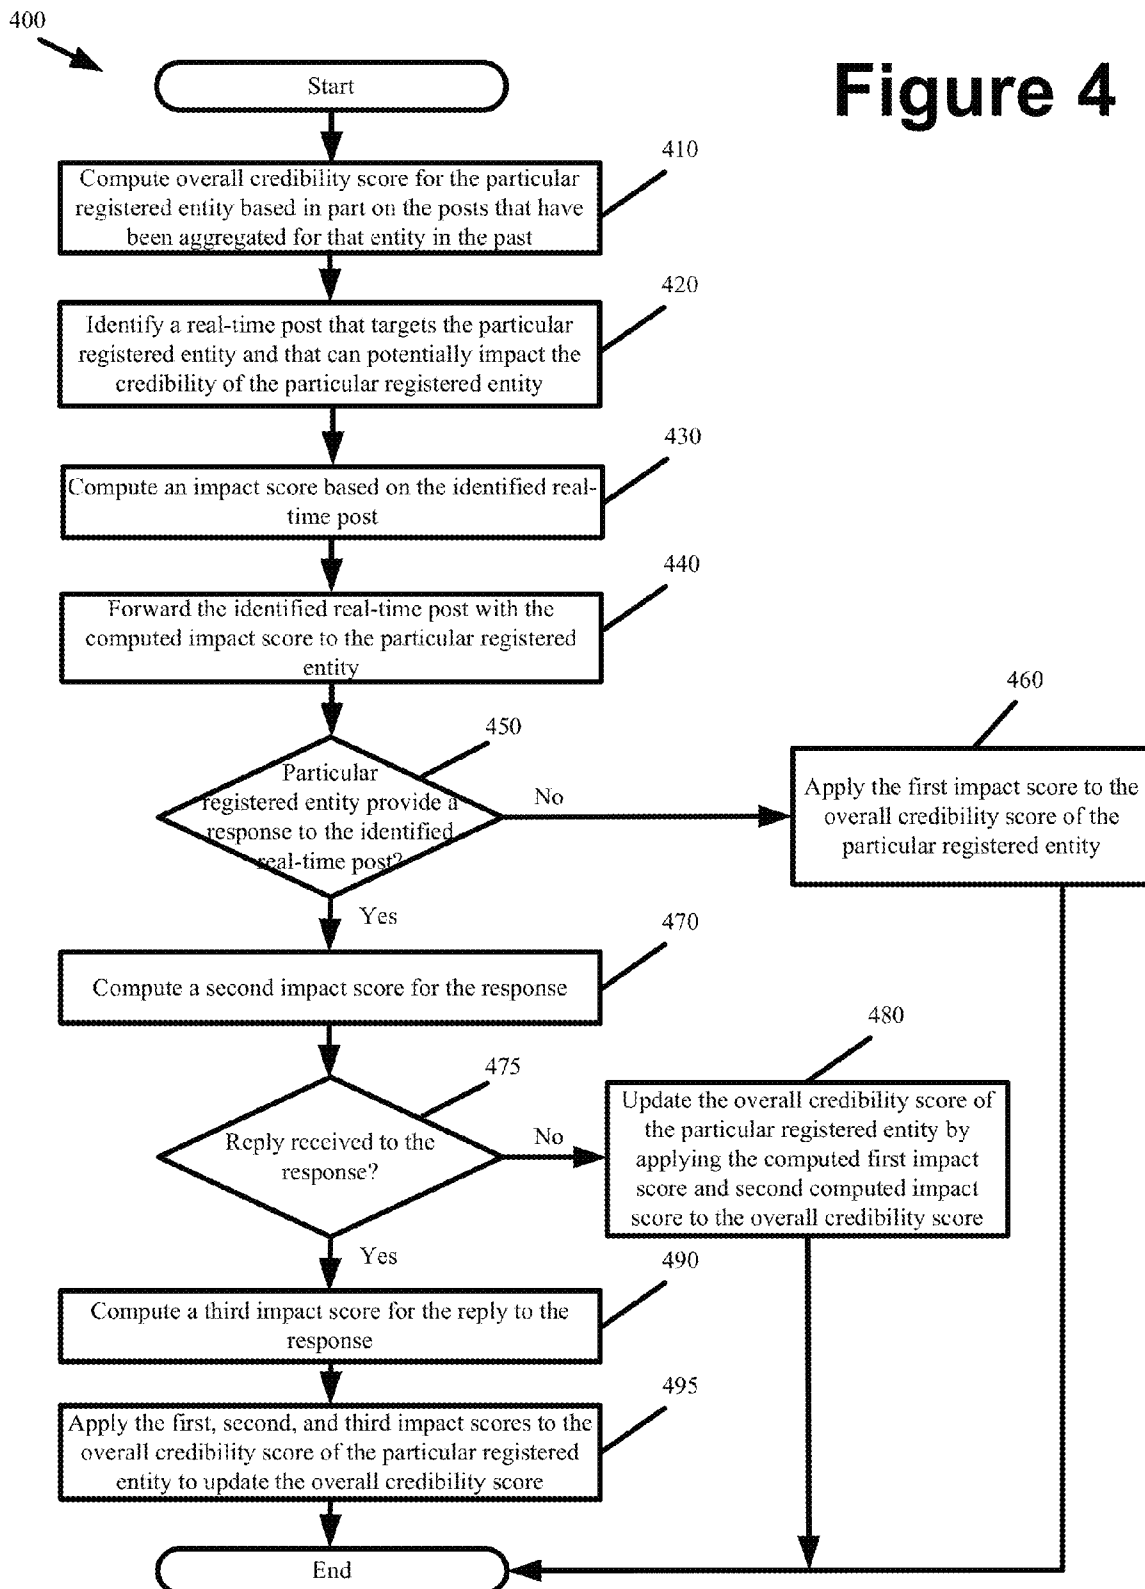 400
Figure 4
Start
410
Compute overall credibility score for the particular
registered entity based in part on the posts that have
been aggregated for that entity in the past
420
Identify a real-time post that targets the particular
registered entity and that can potentially impact the
credibility of the particular registered entity
430
Compute an impact score based on the identified real-
time post
440
Forward the identified real-time post with the
computed impact score to the particular registered
entity
450
Particular
registered entity provide a
response to the identified
real-time post?
No
460
Apply the first impact score to the
overall credibility score of the
particular registered entity
Yes
470
Compute a second impact score for the response
475
Reply received to the
response?
No
480
Update the overall credibility score of
the particular registered entity by
applying the computed first impact
score and second computed impact
score to the overall credibility score
Yes
490
Compute a third impact score for the reply to the
response
495
Apply the first, second, and third impact scores to the
overall credibility score of the particular registered
entity to update the overall credibility score
End